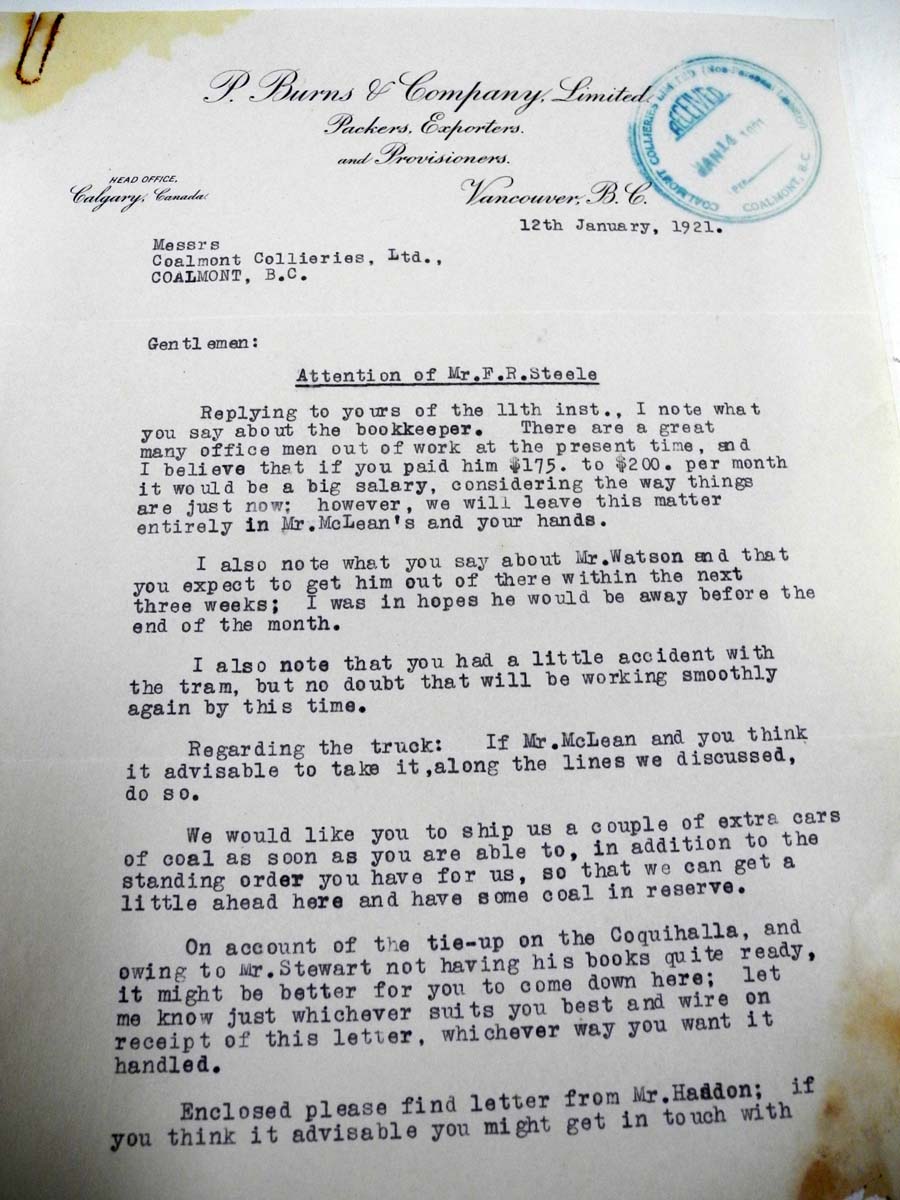 P. Burns & Company, Limited.
Packers, Exporters.
and Provisioners.
HEAD OFFICE,
Calgary, Canada.
Vancouver, B.C.
COALMONT COLLIERIES LIMITED (Non-Personal Liability)
RECEIVED
JAN 14
PER
COALMONT, B.C.
12th January, 1921.
Messrs
Coalmont Collieries, Ltd.,
COALMONT, B.C.
Gentlemen:
Attention of Mr.F.R.Steele
Replying to yours of the 11th inst., I note what
you say about the bookkeeper. There are a great
many office men out of work at the present time, and
I believe that if you paid him $175. to $200. per month
it would be a big salary, considering the way things
are just now; however, we will leave this matter
entirely in Mr.McLean's and your hands.
I also note what you say about Mr.Watson and that
you expect to get him out of there within the next
three weeks; I was in hopes he would be away before the
end of the month.
I also note that you had a little accident with
the tram, but no doubt that will be working smoothly
again by this time.
Regarding the truck: If Mr.McLean and you think
it advisable to take it,along the lines we discussed,
do so.
We would like you to ship us a couple of extra cars
of coal as soon as you are able to, in addition to the
standing order you have for us, so that we can get a
little ahead here and have some coal in reserve.
On account of the tie-up on the Coquihalla, and
owing to Mr.Stewart not having his books quite ready,
it might be better for you to come down here; let
me know just whichever suits you best and wire on
receipt of this letter, whichever way you want it
handled.
Enclosed please find letter from Mr.Haddon; if
you think it advisable you might get in touch with